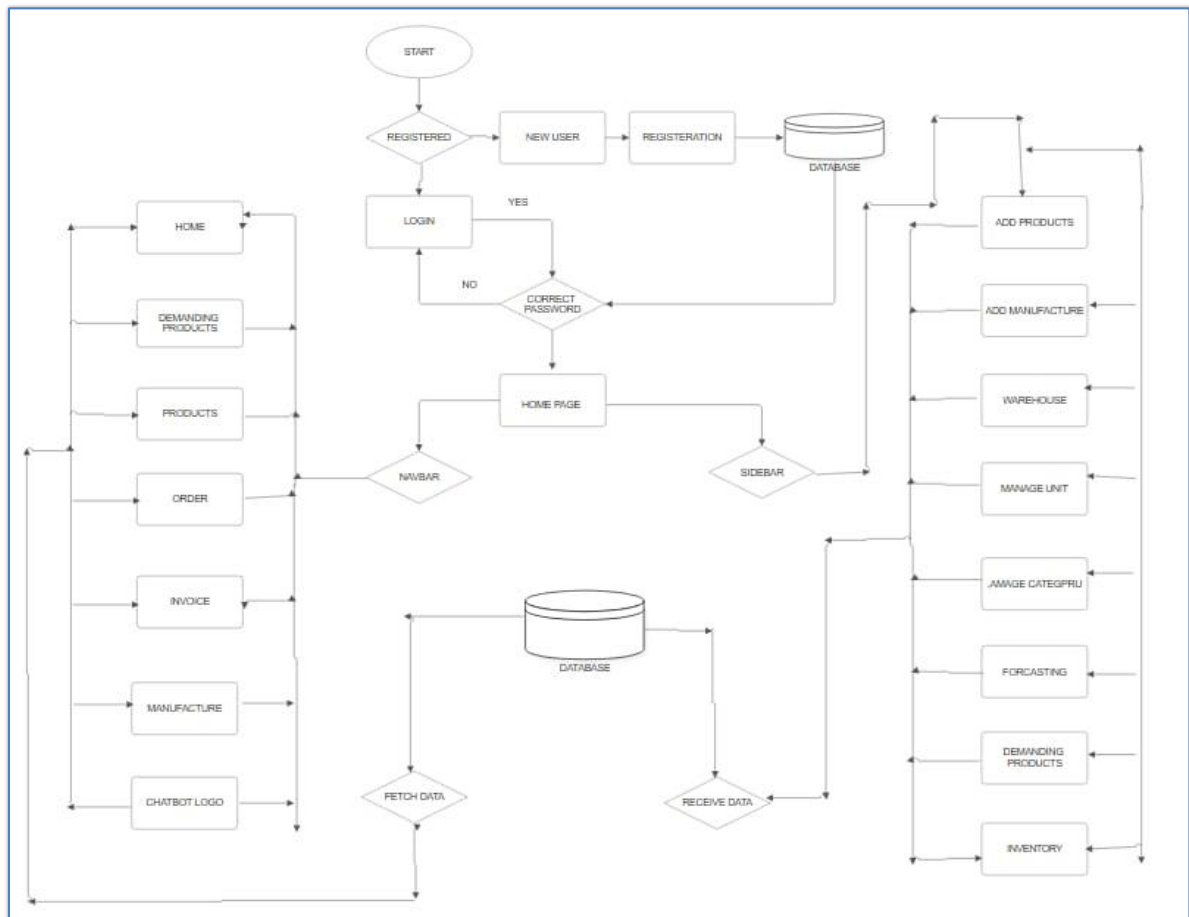 START
REGISTERED
NEW USER
REGISTERATION
DATABASE
LOGIN
YES
NO
CORRECT
PASSWORD
HOME PAGE
NAVBAR
SIDEBAR
HOME
DEMANDING
PRODUCTS
PRODUCTS
ORDER
INVOICE
MANUFACTURE
CHATBOT LOGO
DATABASE
FETCH DATA
RECEIVE DATA
ADD PRODUCTS
ADD MANUFACTURE
WAREHOUSE
MANAGE UNIT
.AMAGE CATEGPRU
FORCASTING
DEMANDING
PRODUCTS
INVENTORY